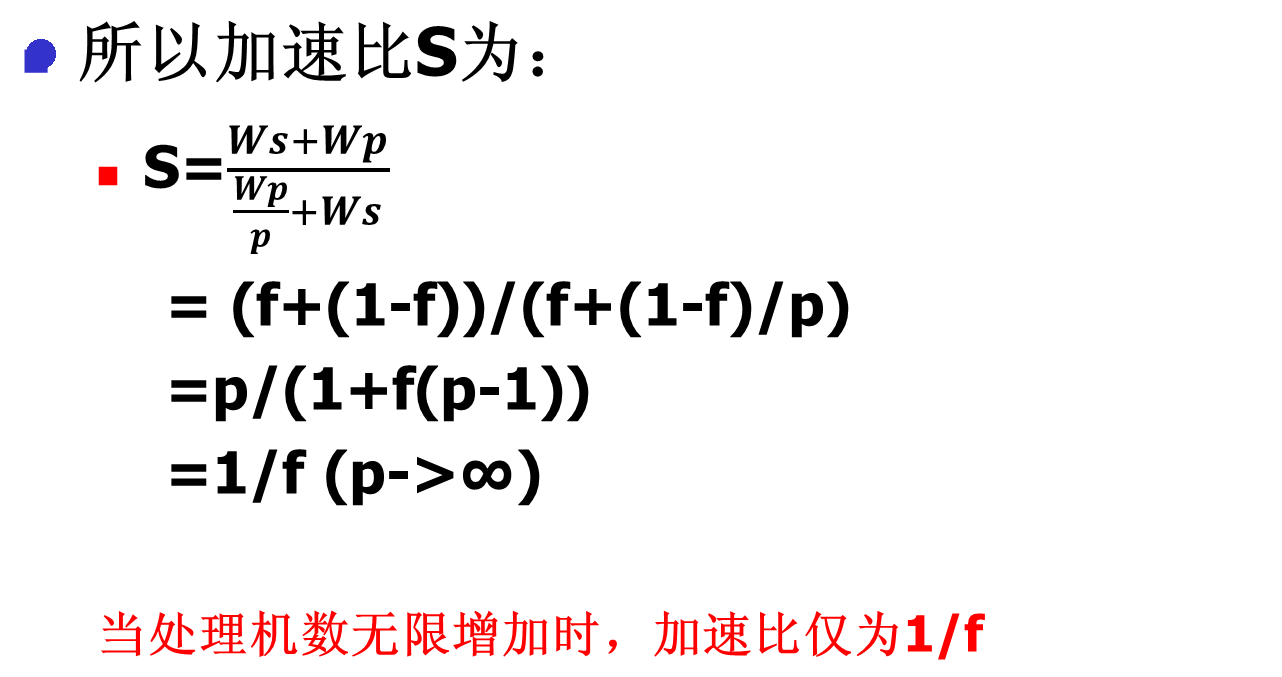 所以加速比S为：
S=(Ws+Wp)/(Wp/p+Ws)
= (f+(1-f))/(f+(1-f)/p)
=p/(1+f(p-1))
=1/f (p->∞)
当处理机数无限增加时，加速比仅为1/f